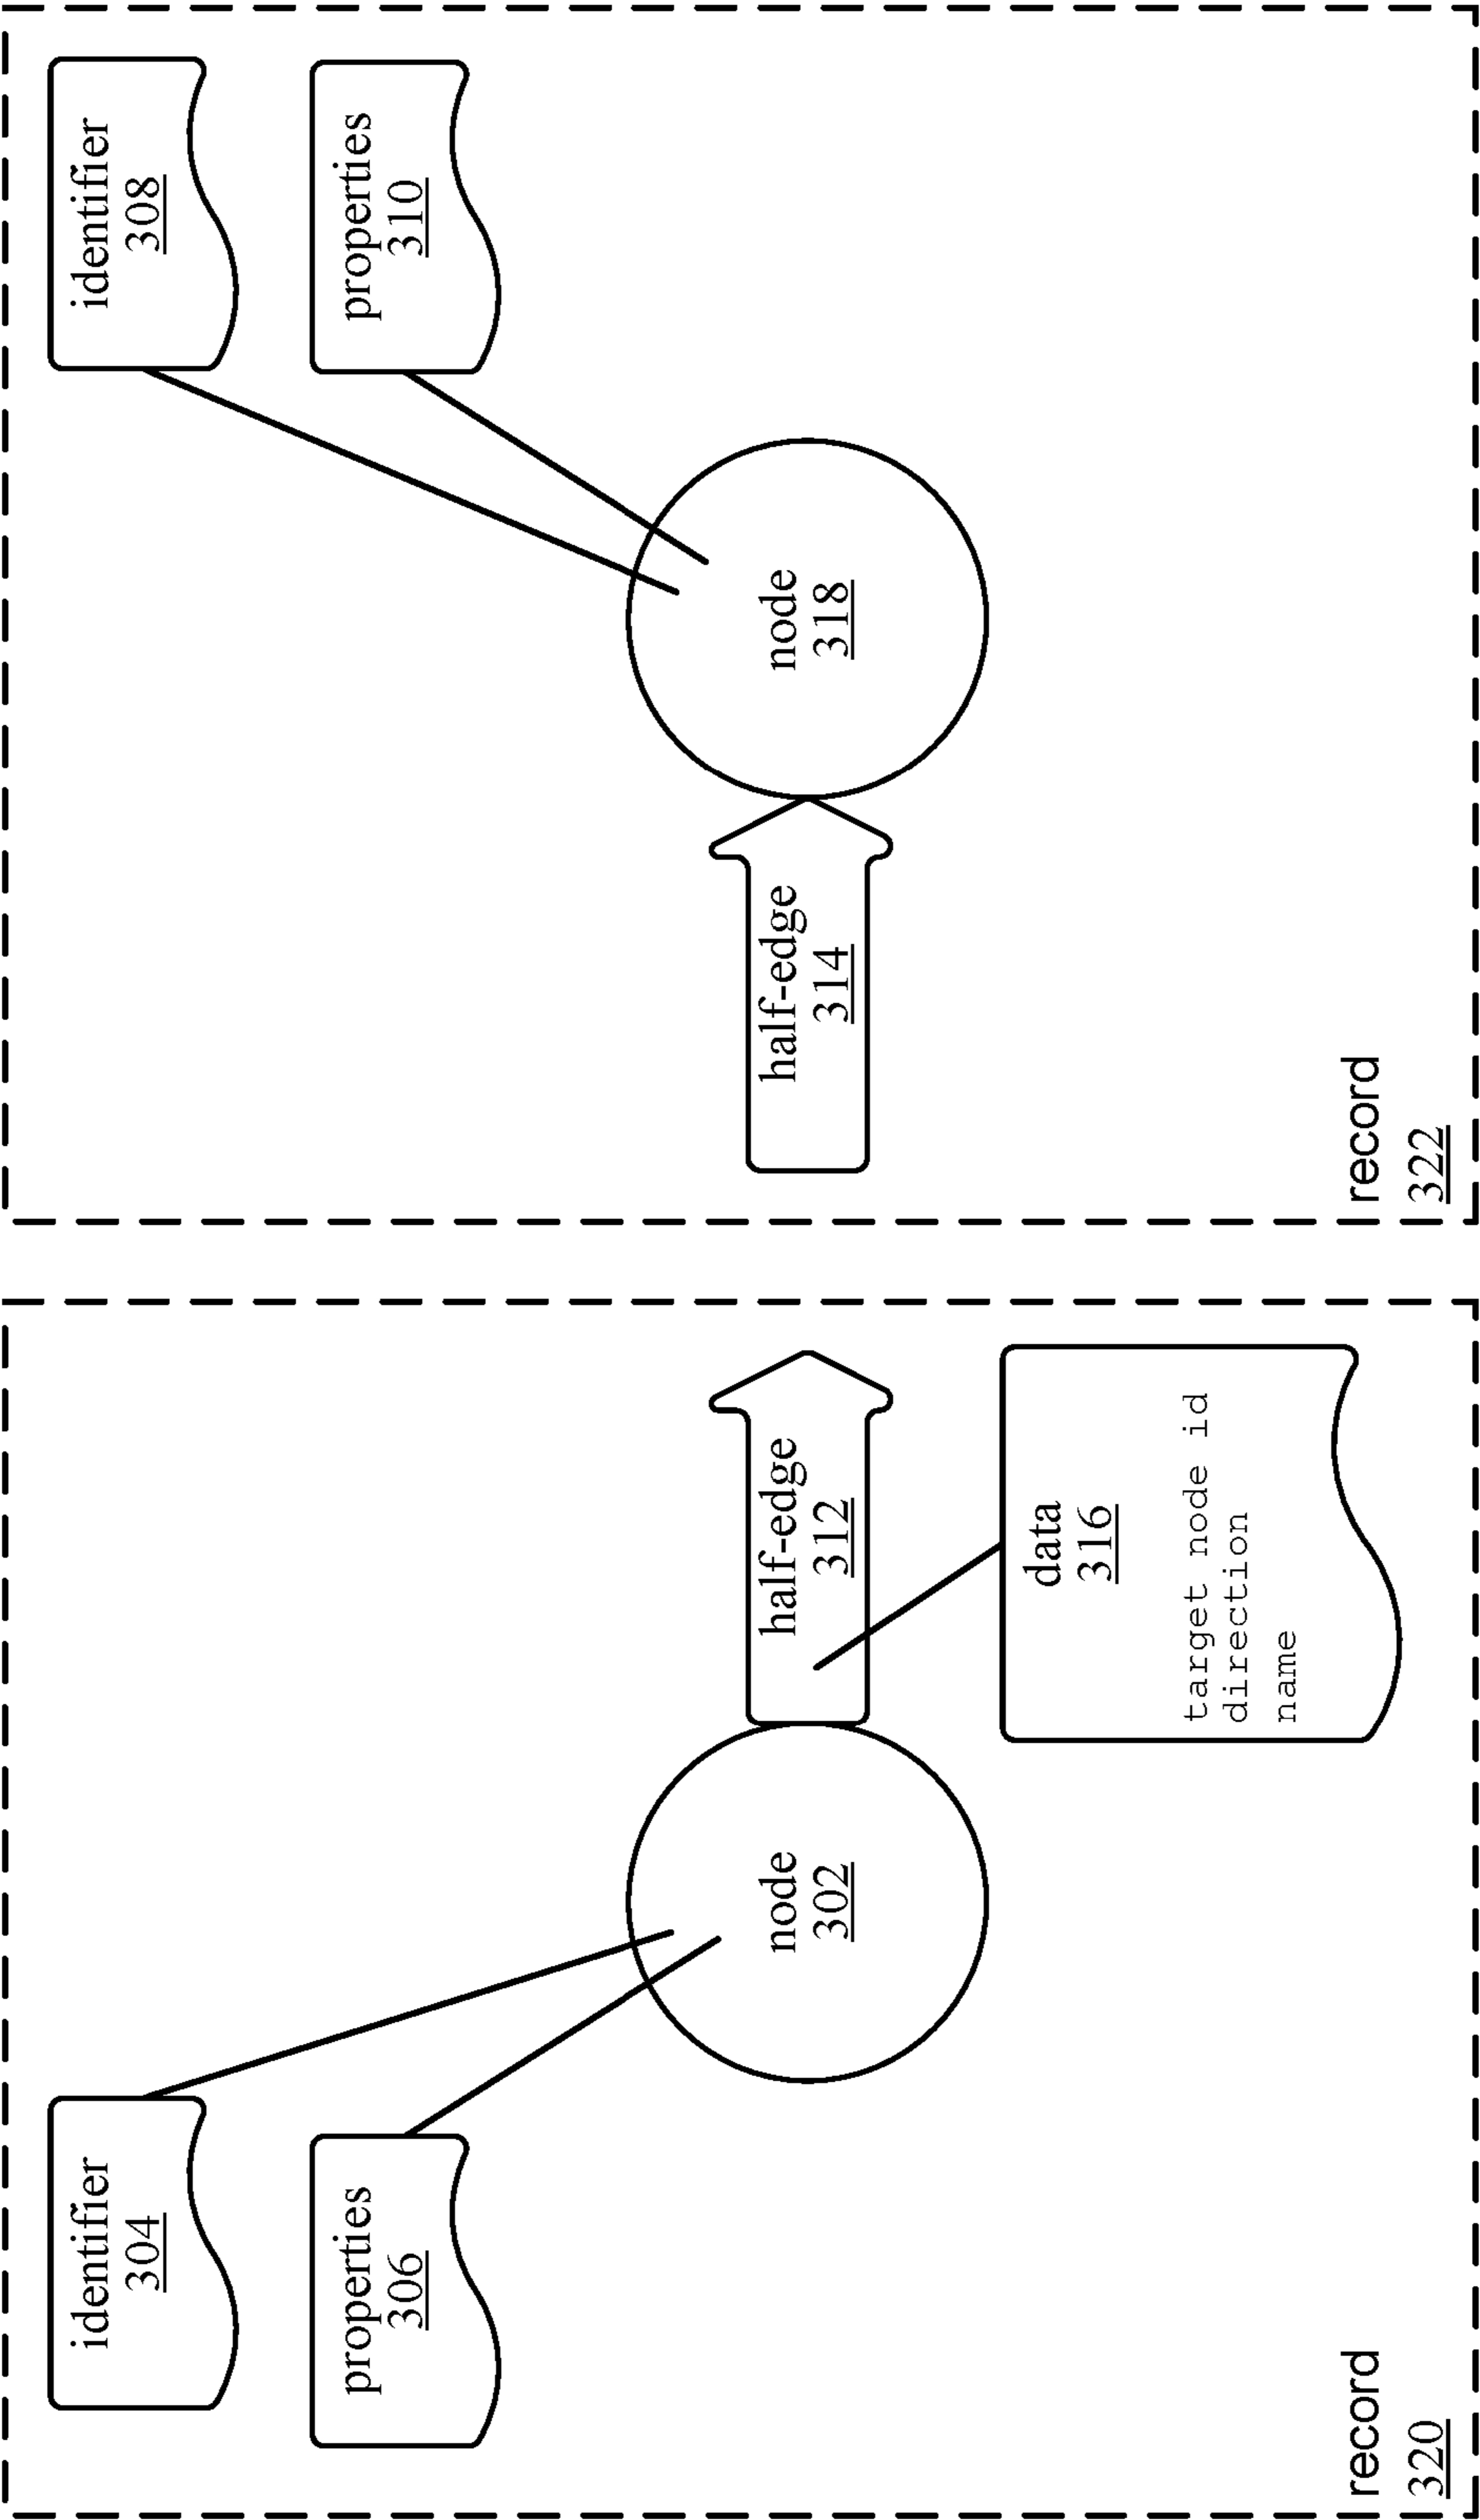 identifier
304
properties
306
node
302
half-edge
312
data
316
target node id
direction
name
record
320
identifier
308
properties
310
half-edge
314
node
318
record
322